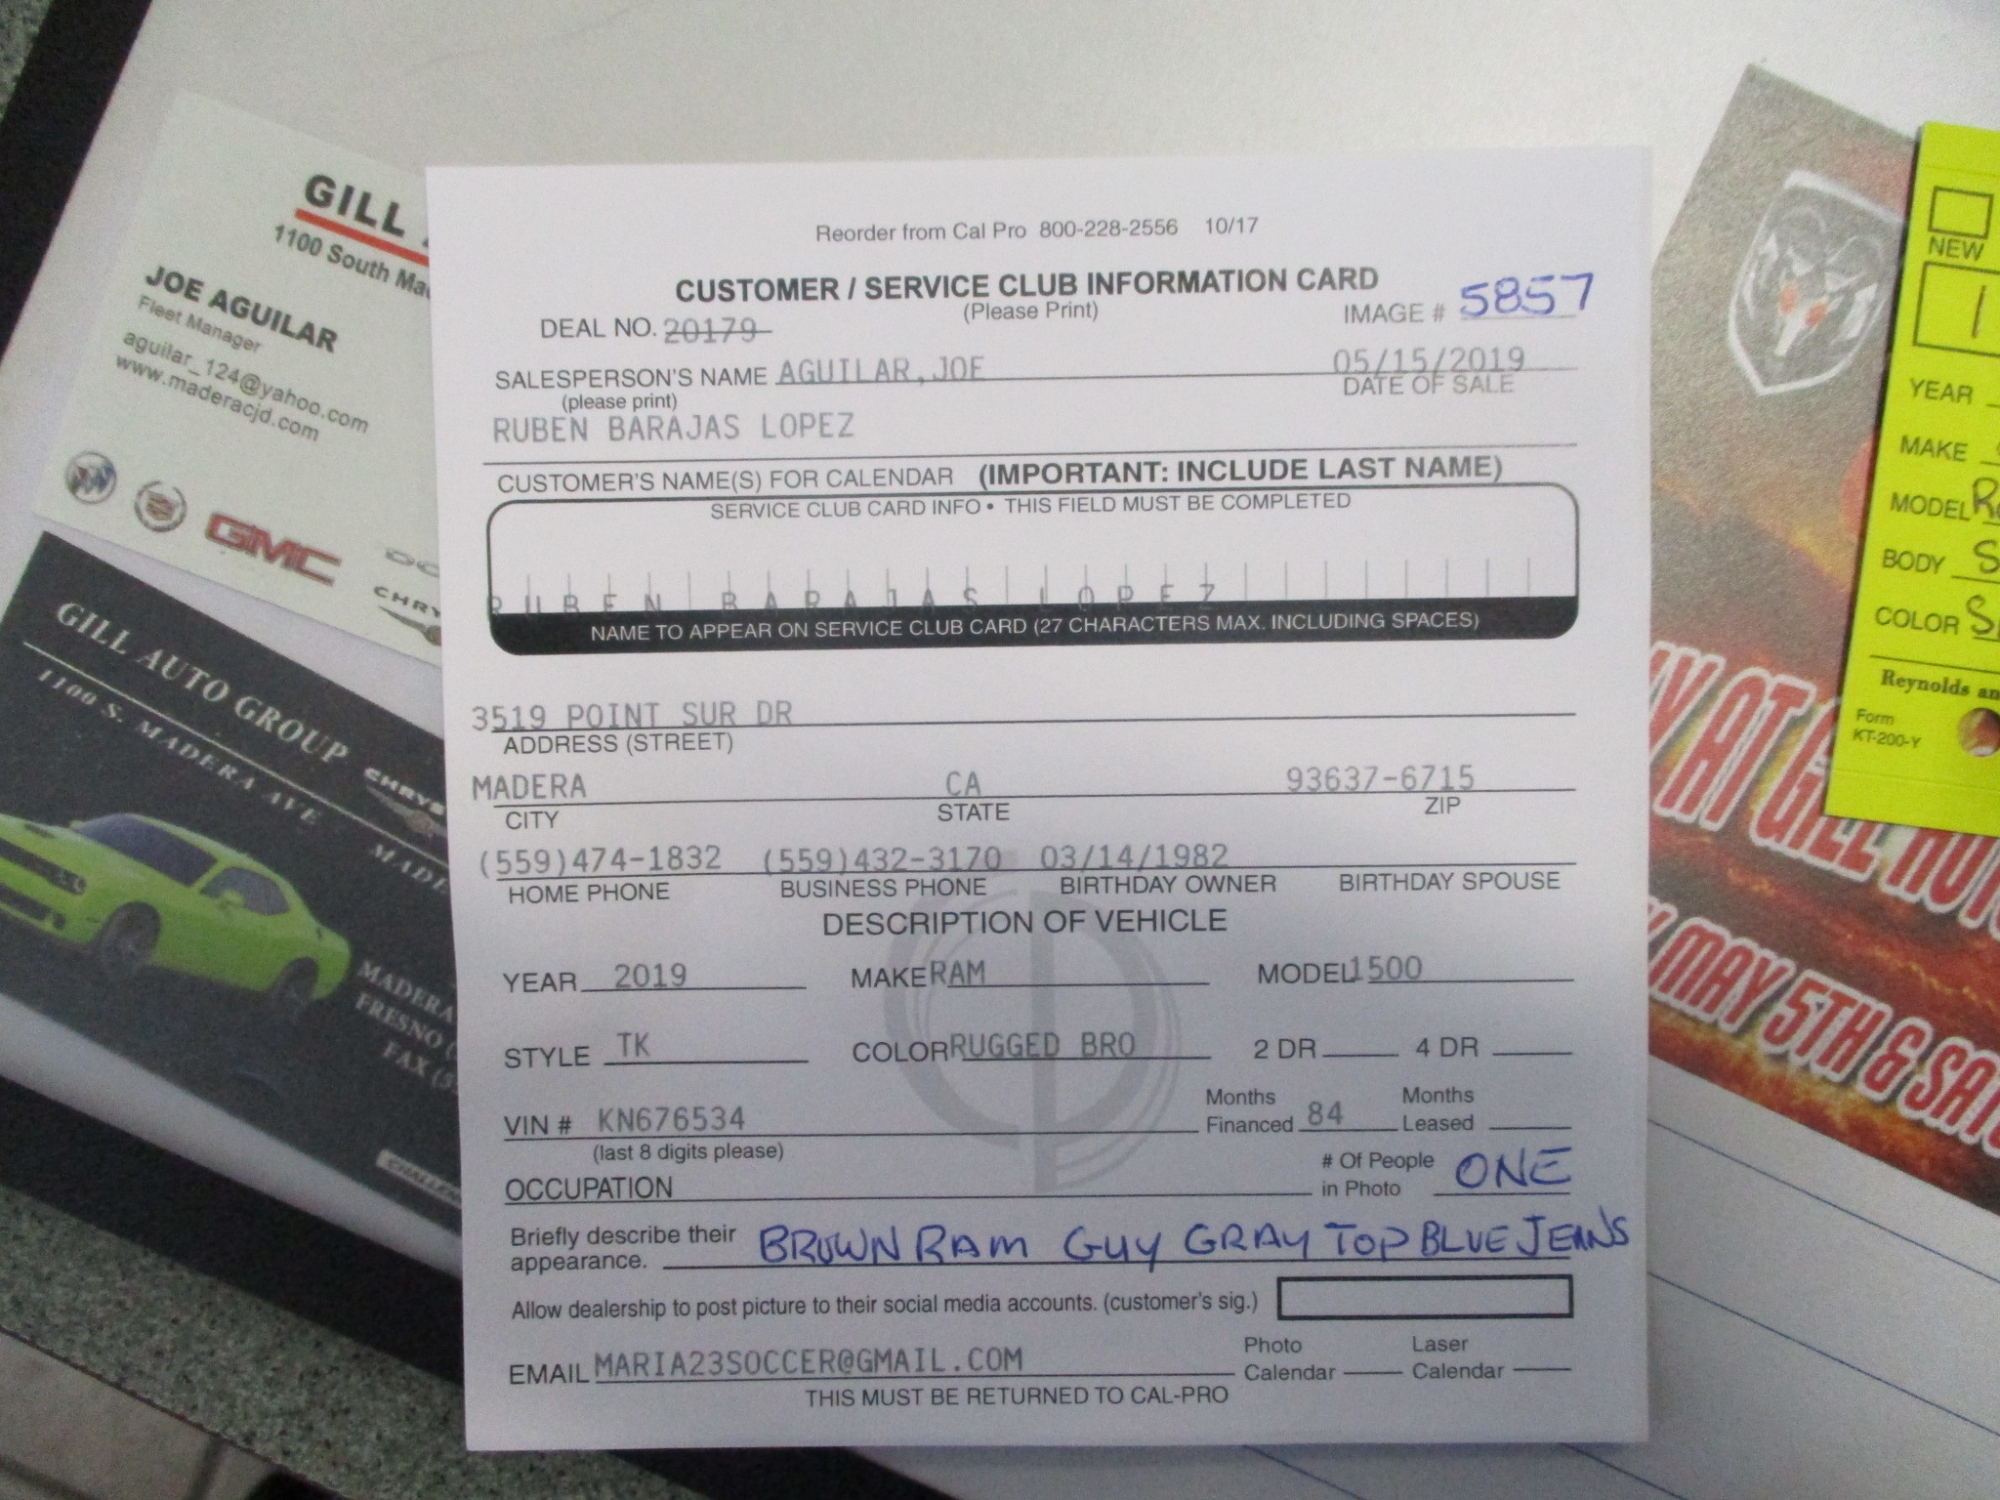 Reorder from Cal Pro 800-228-2556 10/17
CUSTOMER / SERVICE CLUB INFORMATION CARD
(Please Print)
IMAGE # 5857
DEAL NO. 20179
SALESPERSON'S NAME AGUILAR, JOE 05/15/2019
(please print) DATE OF SALE
RUBEN BARAJAS LOPEZ
CUSTOMER'S NAME(S) FOR CALENDAR (IMPORTANT: INCLUDE LAST NAME)
SERVICE CLUB CARD INFO • THIS FIELD MUST BE COMPLETED
RUBEN BARAJAS LOPEZ
NAME TO APPEAR ON SERVICE CLUB CARD (27 CHARACTERS MAX. INCLUDING SPACES)
3519 POINT SUR DR
ADDRESS (STREET)
MADERA CA 93637-6715
CITY STATE ZIP
(559)474-1832 (559)432-3170 03/14/1982
HOME PHONE BUSINESS PHONE BIRTHDAY OWNER BIRTHDAY SPOUSE
DESCRIPTION OF VEHICLE
YEAR 2019 MAKE RAM MODEL 1500
STYLE TK COLOR RUGGED BRO 2 DR 4 DR
VIN # KN676534 Months Financed 84 Months Leased
(last 8 digits please)
OCCUPATION # Of People in Photo ONE
Briefly describe their appearance. BROWN RAM GUY GRAY TOP BLUE JEANS
Allow dealership to post picture to their social media accounts. (customer's sig.)
EMAIL MARIA23SOCCER@GMAIL.COM Photo Calendar Laser Calendar
THIS MUST BE RETURNED TO CAL-PRO
GILL
1100 South
JOE AGUILAR
Fleet Manager
aguilar_124@yahoo.com
www.maderacjd.com
GMC
GILL AUTO GROUP
1100 S. MADERA AVE
MADERA
FRESNO
FAX
NEW
YEAR
MAKE
MODEL
BODY
COLOR
Reynolds
Form
KT-200-Y
AT GILL
MAY 5TH &